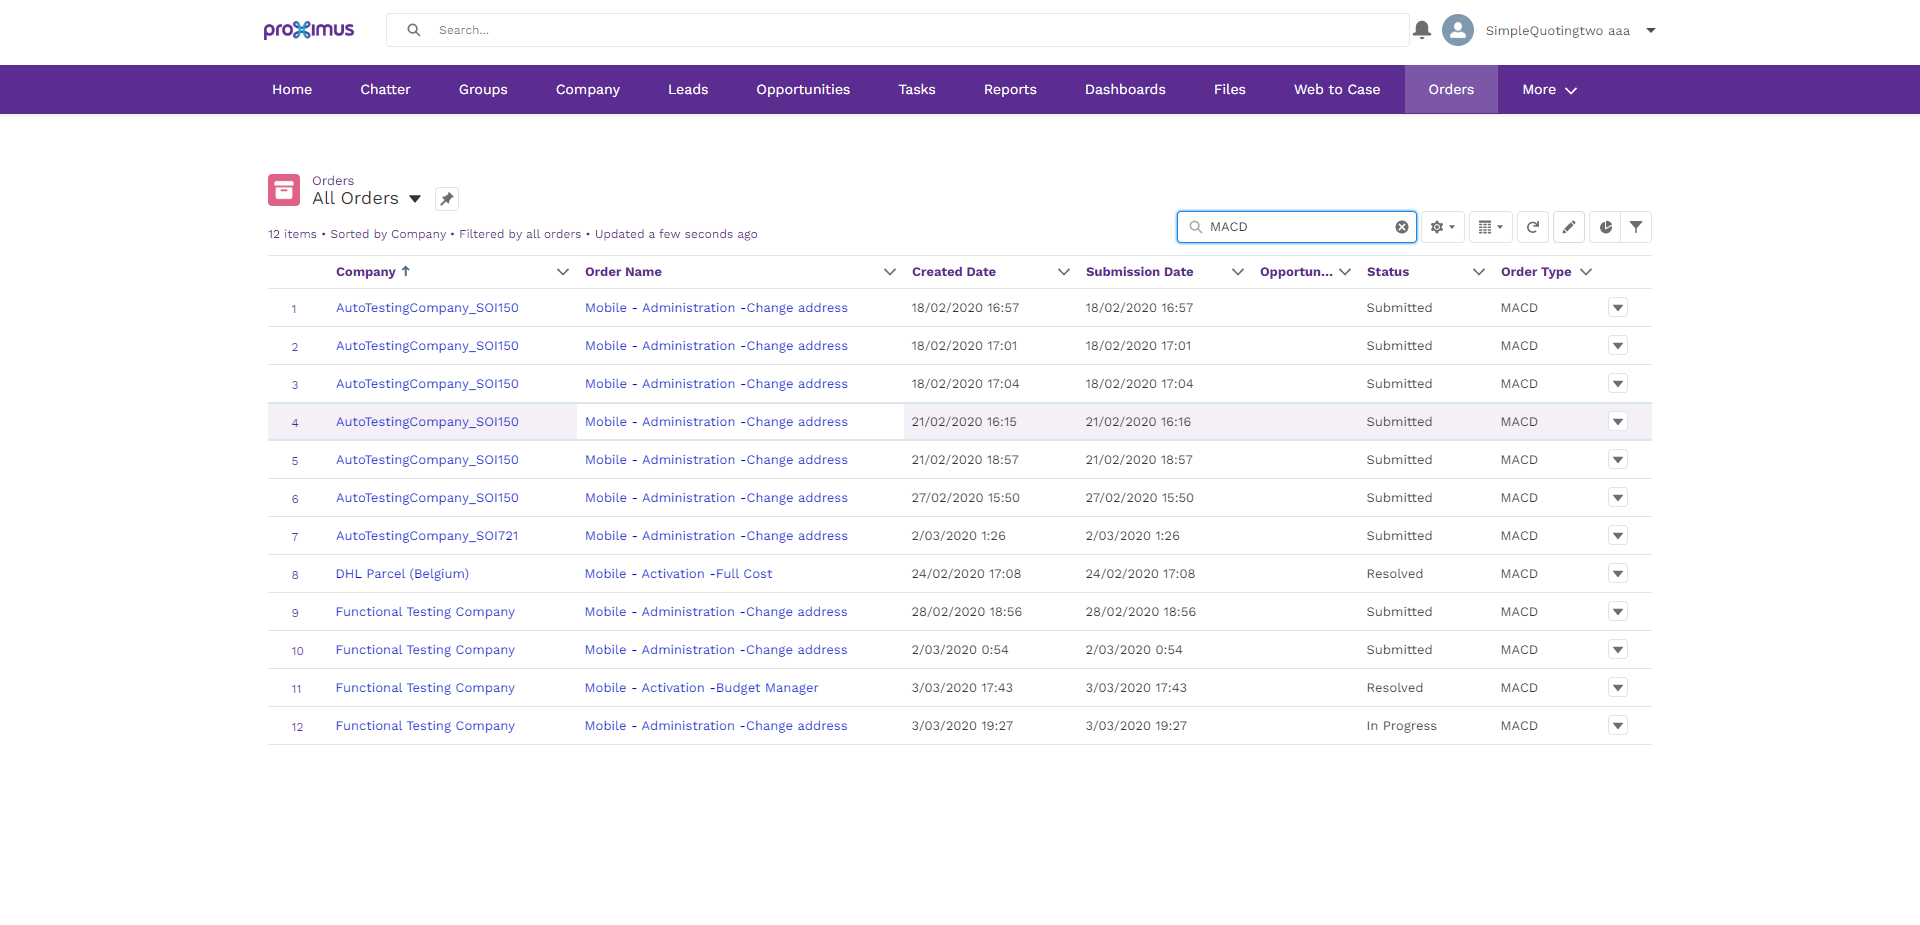 proximus
Search...
SimpleQuotingtwo aaa
Home Chatter Groups Company Leads Opportunities Tasks Reports Dashboards Files Web to Case Orders More
Orders
All Orders
MACD
12 items • Sorted by Company • Filtered by all orders • Updated a few seconds ago
Company ↑ Order Name Created Date Submission Date Opportun... Status Order Type
1 AutoTestingCompany_SOI150 Mobile - Administration -Change address 18/02/2020 16:57 18/02/2020 16:57 Submitted MACD
2 AutoTestingCompany_SOI150 Mobile - Administration -Change address 18/02/2020 17:01 18/02/2020 17:01 Submitted MACD
3 AutoTestingCompany_SOI150 Mobile - Administration -Change address 18/02/2020 17:04 18/02/2020 17:04 Submitted MACD
4 AutoTestingCompany_SOI150 Mobile - Administration -Change address 21/02/2020 16:15 21/02/2020 16:16 Submitted MACD
5 AutoTestingCompany_SOI150 Mobile - Administration -Change address 21/02/2020 18:57 21/02/2020 18:57 Submitted MACD
6 AutoTestingCompany_SOI150 Mobile - Administration -Change address 27/02/2020 15:50 27/02/2020 15:50 Submitted MACD
7 AutoTestingCompany_SOI721 Mobile - Administration -Change address 2/03/2020 1:26 2/03/2020 1:26 Submitted MACD
8 DHL Parcel (Belgium) Mobile - Activation -Full Cost 24/02/2020 17:08 24/02/2020 17:08 Resolved MACD
9 Functional Testing Company Mobile - Administration -Change address 28/02/2020 18:56 28/02/2020 18:56 Submitted MACD
10 Functional Testing Company Mobile - Administration -Change address 2/03/2020 0:54 2/03/2020 0:54 Submitted MACD
11 Functional Testing Company Mobile - Activation -Budget Manager 3/03/2020 17:43 3/03/2020 17:43 Resolved MACD
12 Functional Testing Company Mobile - Administration -Change address 3/03/2020 19:27 3/03/2020 19:27 In Progress MACD